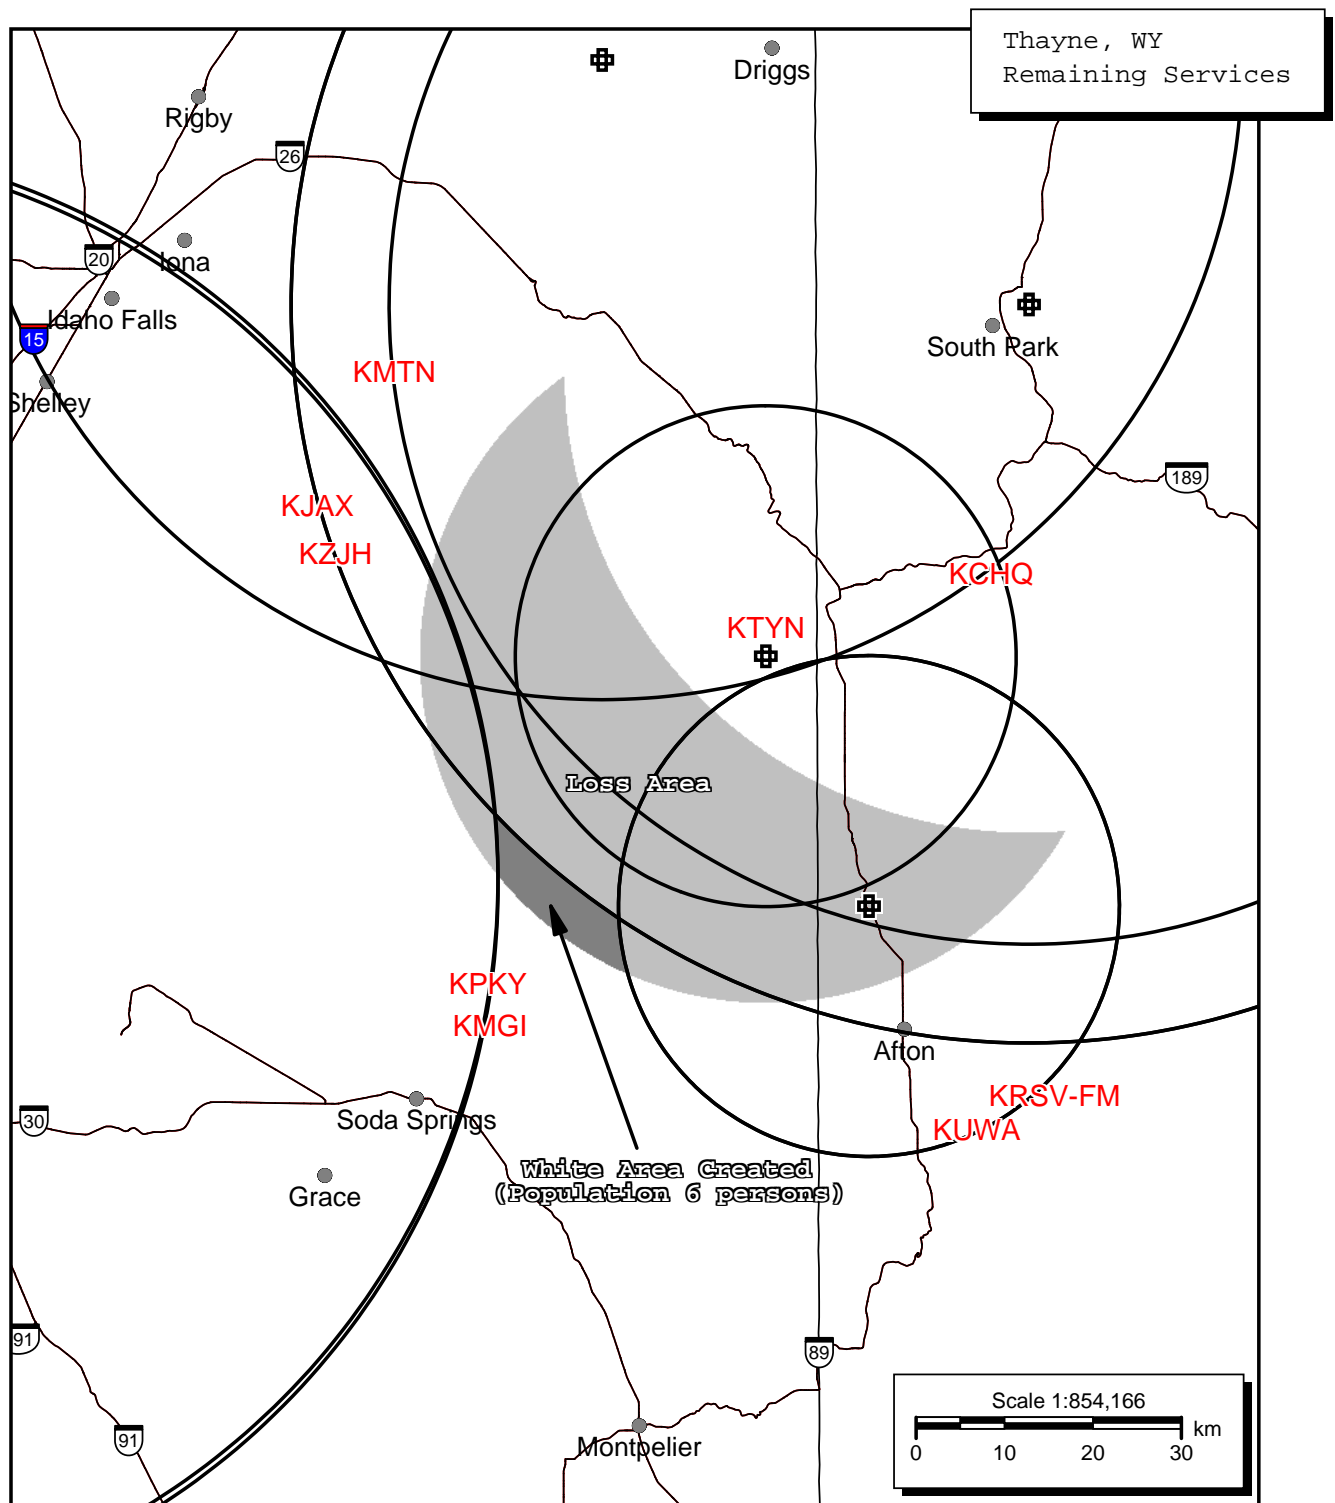 Thayne, WY
Remaining Services
Driggs
Rigby
26
Iona
20
Idaho Falls
15
South Park
KMTN
Shelley
189
KJAX
KZJH
KCHQ
KTYN
Loss Area
KPKY
KMGI
Afton
KRSV-FM
Soda Springs
30
KUWA
White Area Created
(Population 6 persons)
Grace
91
89
Scale 1:854,166
km
0 10 20 30
91
Montpelier